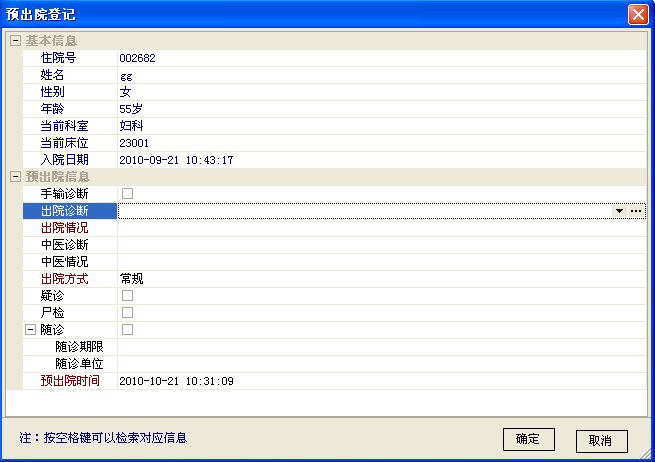 预出院登记
基本信息
住院号 002682
姓名 gg
性别 女
年龄 55岁
当前科室 妇科
当前床位 23001
入院日期 2010-09-21 10:43:17
预出院信息
手输诊断
出院诊断
出院情况
中医诊断
中医情况
出院方式 常规
疑诊
尸检
随诊
随诊期限
随诊单位
预出院时间 2010-10-21 10:31:09
注：按空格键可以检索对应信息
确定 取消